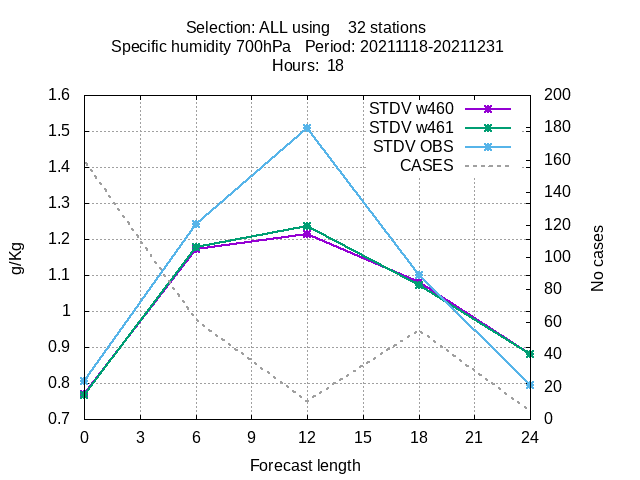 Selection: ALL using    32 stations
Specific humidity 700hPa   Period: 20211118-20211231
Hours:  18
1.6
1.5
1.4
1.3
1.2
1.1
1
0.9
0.8
0.7
g/Kg
STDV w460
STDV w461
STDV OBS
CASES
200
180
160
140
120
100
80
60
40
20
0
No cases
0 3 6 9 12 15 18 21 24
Forecast length